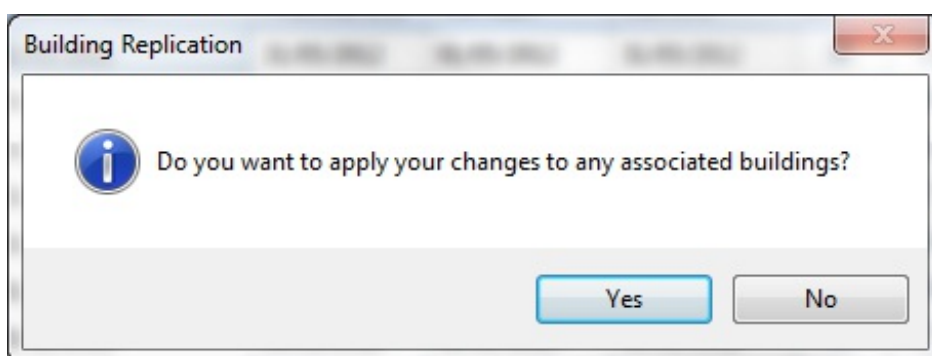 Building Replication
Do you want to apply your changes to any associated buildings?
Yes
No